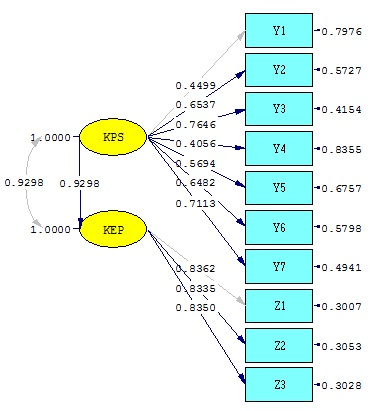 Y1 0.7976
0.4499 Y2 0.5727
0.6537
0.7646 Y3 0.4154
1.0000 KPS 0.4056 Y4 0.8355
0.5694
0.9298 0.9298 0.6482 Y5 0.6757
0.7113
1.0000 KEP Y6 0.5798
0.8362 Y7 0.4941
0.8335
0.8350 Z1 0.3007
Z2 0.3053
Z3 0.3028